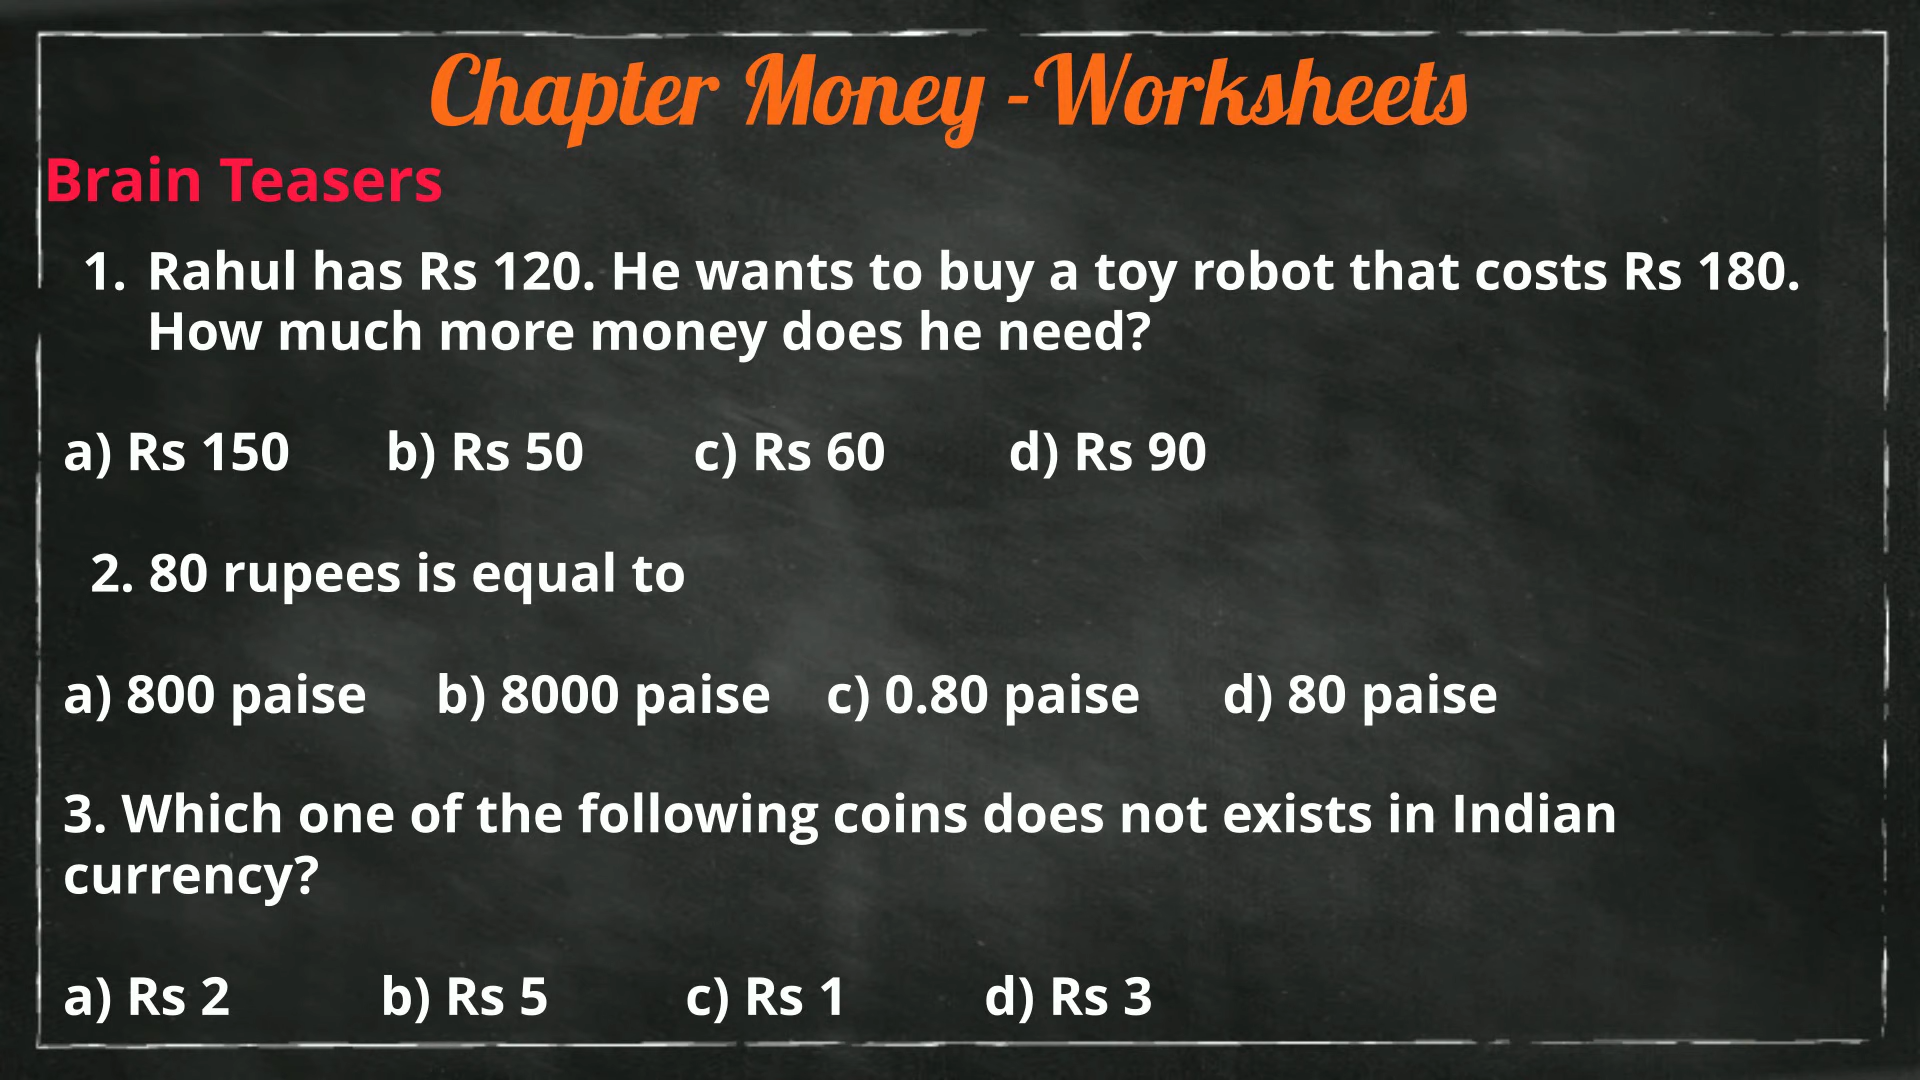 Chapter Money -Worksheets
Brain Teasers
1. Rahul has Rs 120. He wants to buy a toy robot that costs Rs 180.
How much more money does he need?
a) Rs 150 b) Rs 50 c) Rs 60 d) Rs 90
2. 80 rupees is equal to
a) 800 paise b) 8000 paise c) 0.80 paise d) 80 paise
3. Which one of the following coins does not exists in Indian
currency?
a) Rs 2 b) Rs 5 c) Rs 1 d) Rs 3